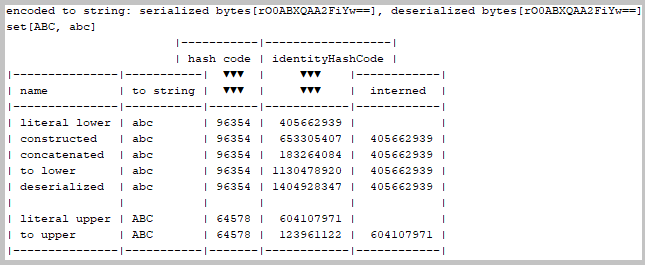 encoded to string: serialized bytes[rO0ABXQAA2FiYw==], deserialized bytes[rO0ABXQAA2FiYw==]
set[ABC, abc]
|-----------|------------------|
| hash code | identityHashCode |
|---------------|-----------| ▼▼▼ | ▼▼▼ |-----------|
| name | to string | ▼▼▼ | ▼▼▼ | interned |
|---------------|-----------|-------|------------|-----------|
| literal lower | abc | 96354 | 405662939 | |
| constructed | abc | 96354 | 653305407 | 405662939 |
| concatenated | abc | 96354 | 183264084 | 405662939 |
| to lower | abc | 96354 | 1130478920 | 405662939 |
| deserialized | abc | 96354 | 1404928347 | 405662939 |
| | | | | |
| literal upper | ABC | 64578 | 604107971 | |
| to upper | ABC | 64578 | 123961122 | 604107971 |
|---------------|-----------|-------|------------|-----------|